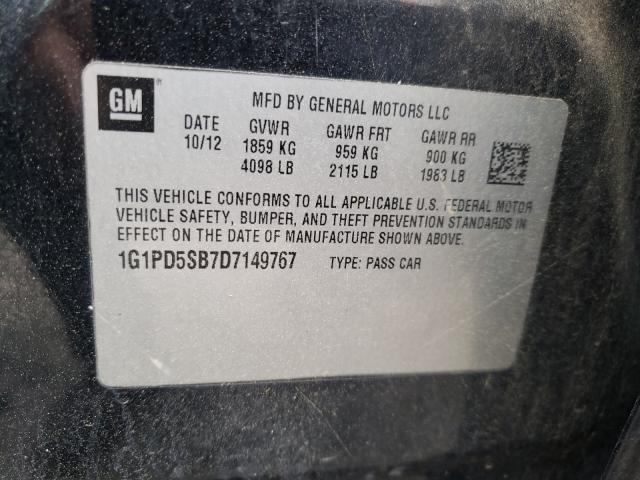 GM
MFD BY GENERAL MOTORS LLC
DATE GVWR GAWR FRT GAWR RR
10/12 1859 KG 959 KG 900 KG
4098 LB 2115 LB 1983 LB
THIS VEHICLE CONFORMS TO ALL APPLICABLE U.S. FEDERAL MOTOR
VEHICLE SAFETY, BUMPER, AND THEFT PREVENTION STANDARDS IN
EFFECT ON THE DATE OF MANUFACTURE SHOWN ABOVE.
1G1PD5SB7D7149767 TYPE: PASS CAR